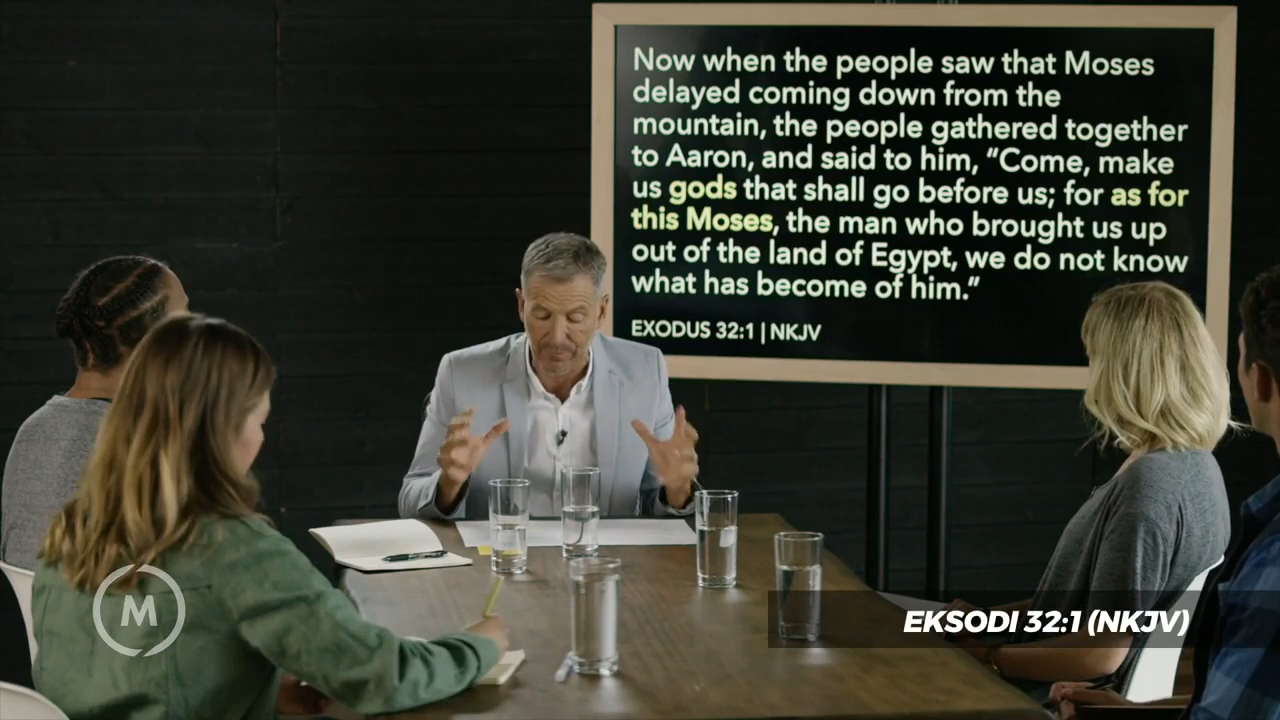 Now when the people saw that Moses
delayed coming down from the
mountain, the people gathered together
to Aaron, and said to him, “Come, make
us gods that shall go before us; for as for
this Moses, the man who brought us up
out of the land of Egypt, we do not know
what has become of him.”
EXODUS 32:1 | NKJV
M
EKSODI 32:1 (NKJV)